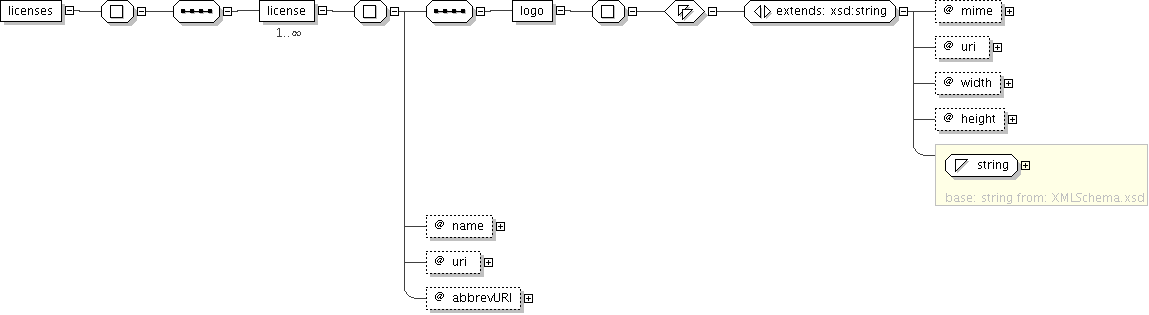 licenses
license
1..∞
logo
extends: xsd:string
@ mime
@ uri
@ width
@ height
string
base: string from: XMLSchema.xsd
@ name
@ uri
@ abbrevURI